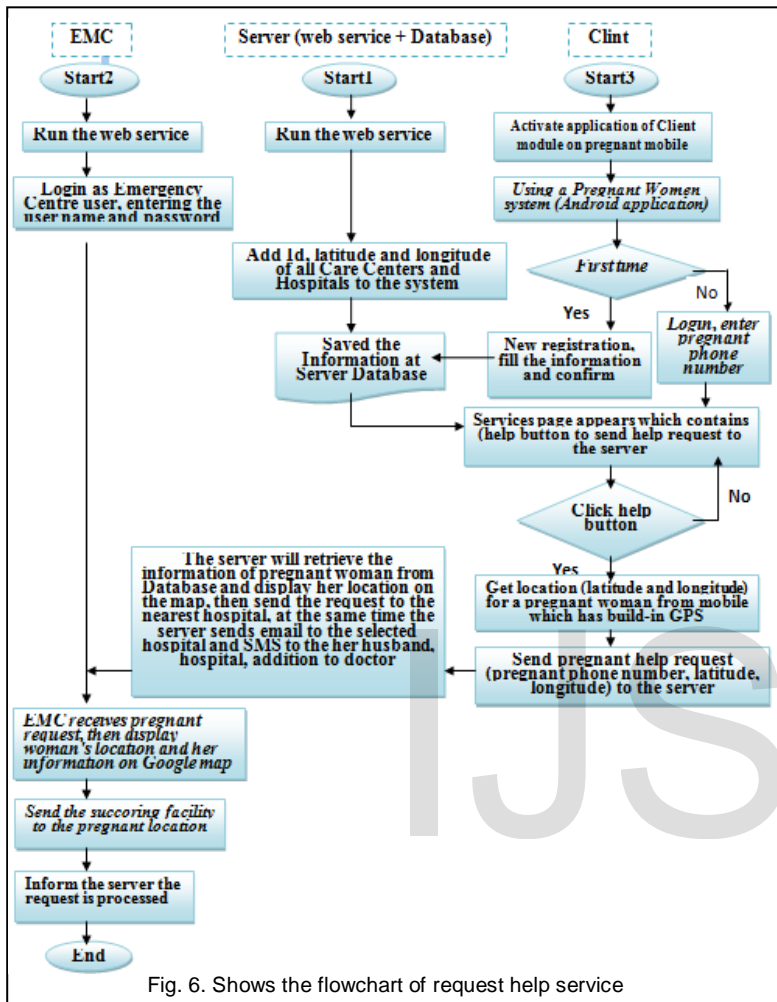 EMC
Server (web service + Database)
Clint
Start2
Start1
Start3
Run the web service
Run the web service
Activate application of Client
module on pregnant mobile
Login as Emergency
Centre user, entering the
user name and password
Using a Pregnant Women
system (Android application)
Add Id, latitude and longitude
of all Care Centers and
Hospitals to the system
First time
No
Yes
Login, enter
pregnant
phone
number
Saved the
Information at
Server Database
New registration,
fill the information
and confirm
Services page appears which contains
(help button to send help request to
the server
No
Click help
button
Yes
The server will retrieve the
information of pregnant woman from
Database and display her location on
the map, then send the request to the
nearest hospital, at the same time the
server sends email to the selected
hospital and SMS to the her husband,
hospital, addition to doctor
Get location (latitude and longitude)
for a pregnant woman from mobile
which has build-in GPS
Send pregnant help request
(pregnant phone number, latitude,
longitude) to the server
EMC receives pregnant
request, then display
woman's location and her
information on Google map
Send the succoring facility
to the pregnant location
Inform the server the
request is processed
End
IJS
Fig. 6. Shows the flowchart of request help service